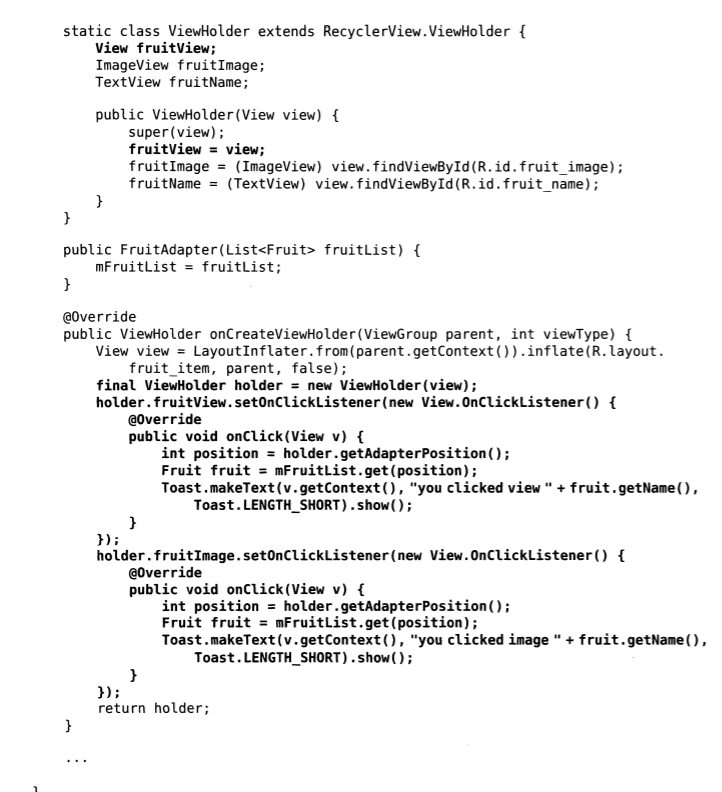 static class ViewHolder extends RecyclerView.ViewHolder {
View fruitView;
ImageView fruitImage;
TextView fruitName;
public ViewHolder(View view) {
super(view);
fruitView = view;
fruitImage = (ImageView) view.findViewById(R.id.fruit_image);
fruitName = (TextView) view.findViewById(R.id.fruit_name);
}
}
public FruitAdapter(List<Fruit> fruitList) {
mFruitList = fruitList;
}
@Override
public ViewHolder onCreateViewHolder(ViewGroup parent, int viewType) {
View view = LayoutInflater.from(parent.getContext()).inflate(R.layout.
fruit_item, parent, false);
final ViewHolder holder = new ViewHolder(view);
holder.fruitView.setOnClickListener(new View.OnClickListener() {
@Override
public void onClick(View v) {
int position = holder.getAdapterPosition();
Fruit fruit = mFruitList.get(position);
Toast.makeText(v.getContext(), "you clicked view " + fruit.getName(),
Toast.LENGTH_SHORT).show();
}
});
holder.fruitImage.setOnClickListener(new View.OnClickListener() {
@Override
public void onClick(View v) {
int position = holder.getAdapterPosition();
Fruit fruit = mFruitList.get(position);
Toast.makeText(v.getContext(), "you clicked image " + fruit.getName(),
Toast.LENGTH_SHORT).show();
}
});
return holder;
}
...
}